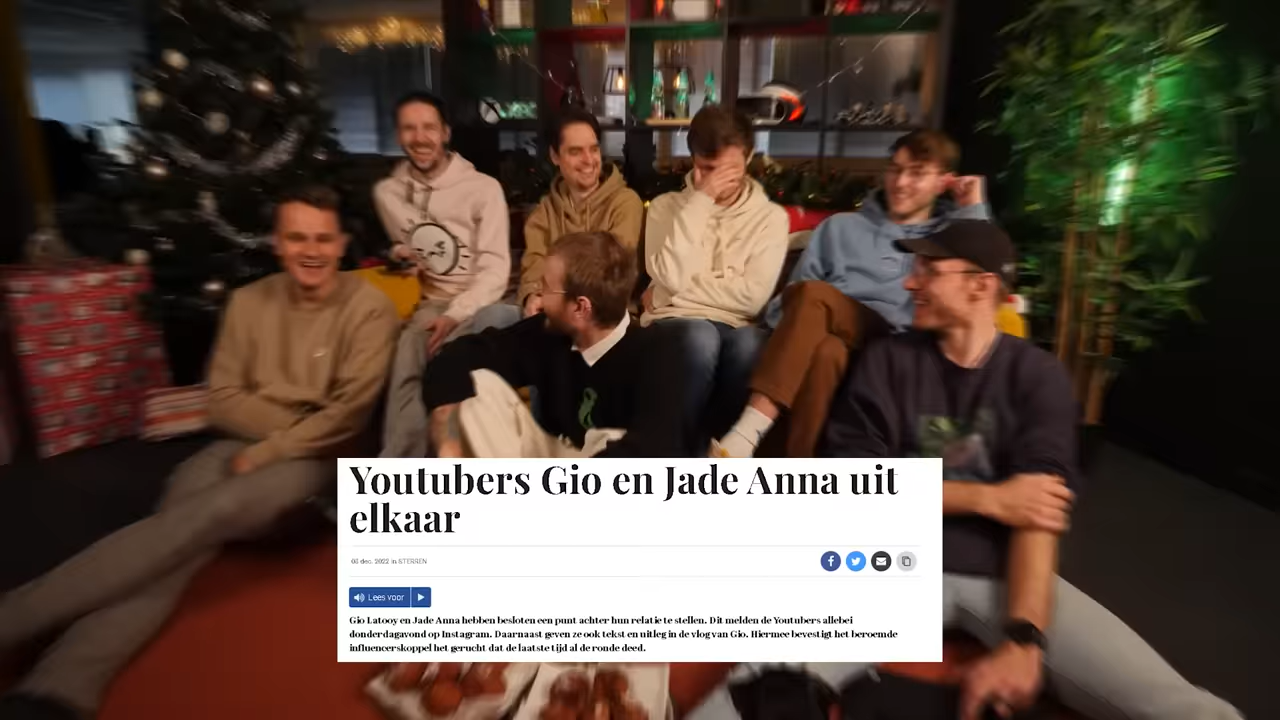 Youtubers Gio en Jade Anna uit
elkaar
08 dec. 2022 in STERREN
Lees voor
Gio Latooy en Jade Anna hebben besloten een punt achter hun relatie te stellen. Dit melden de Youtubers allebei
donderdagavond op Instagram. Daarnaast geven ze ook tekst en uitleg in de vlog van Gio. Hiermee bevestigt het beroemde
influencerskoppel het gerucht dat de laatste tijd al de ronde deed.